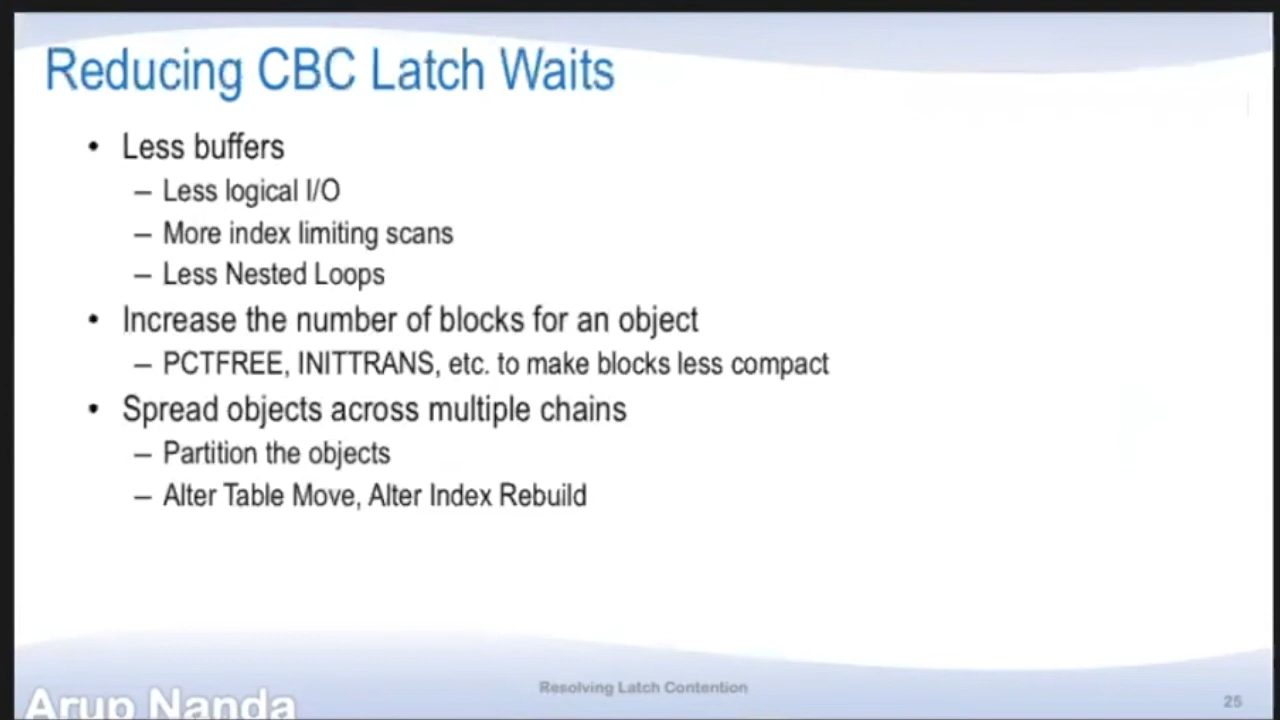 Reducing CBC Latch Waits
• Less buffers
– Less logical I/O
– More index limiting scans
– Less Nested Loops
• Increase the number of blocks for an object
– PCTFREE, INITTRANS, etc. to make blocks less compact
• Spread objects across multiple chains
– Partition the objects
– Alter Table Move, Alter Index Rebuild
Resolving Latch Contention
25
Arup Nanda